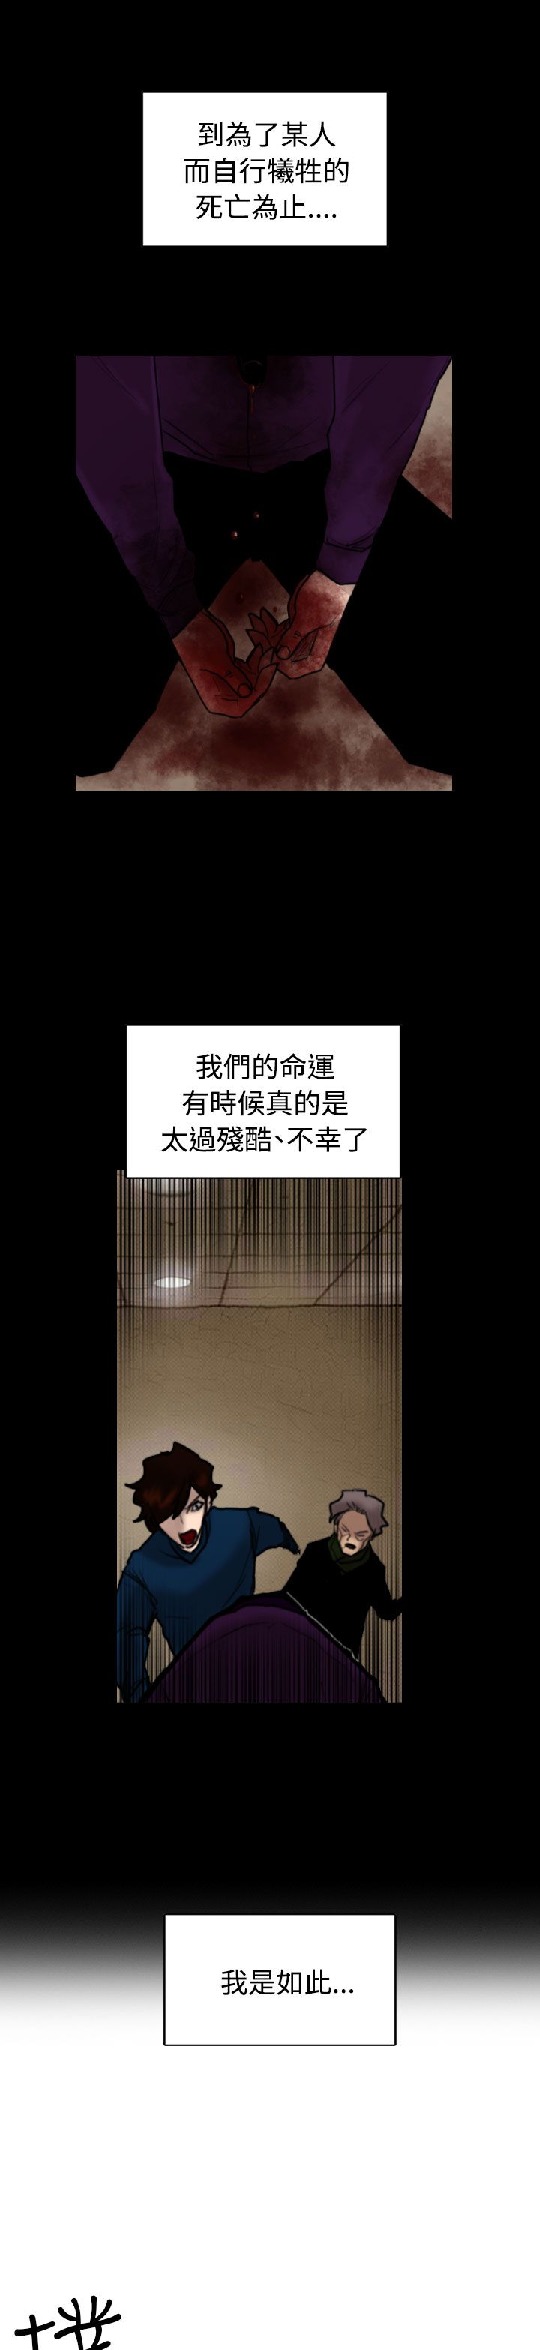 到為了某人
而自行犧牲的
死亡為止....
我們的命運
有時候真的是
太過殘酷、不幸了
我是如此...